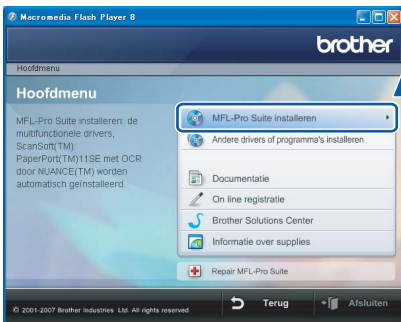 Macromedia Flash Player 8
brother
Hoofdmenu
Hoofdmenu
MFL-Pro Suite installeren: de
multifunctionele drivers,
ScanSoft(TM)
PaperPort(TM)11SE met OCR
door NUANCE(TM) worden
automatisch geïnstalleerd.
MFL-Pro Suite installeren
Andere drivers of programma's installeren
Documentatie
On line registratie
Brother Solutions Center
Informatie over supplies
Repair MFL-Pro Suite
© 2001-2007 Brother Industries Ltd. All rights reserved
Terug
Afsluiten